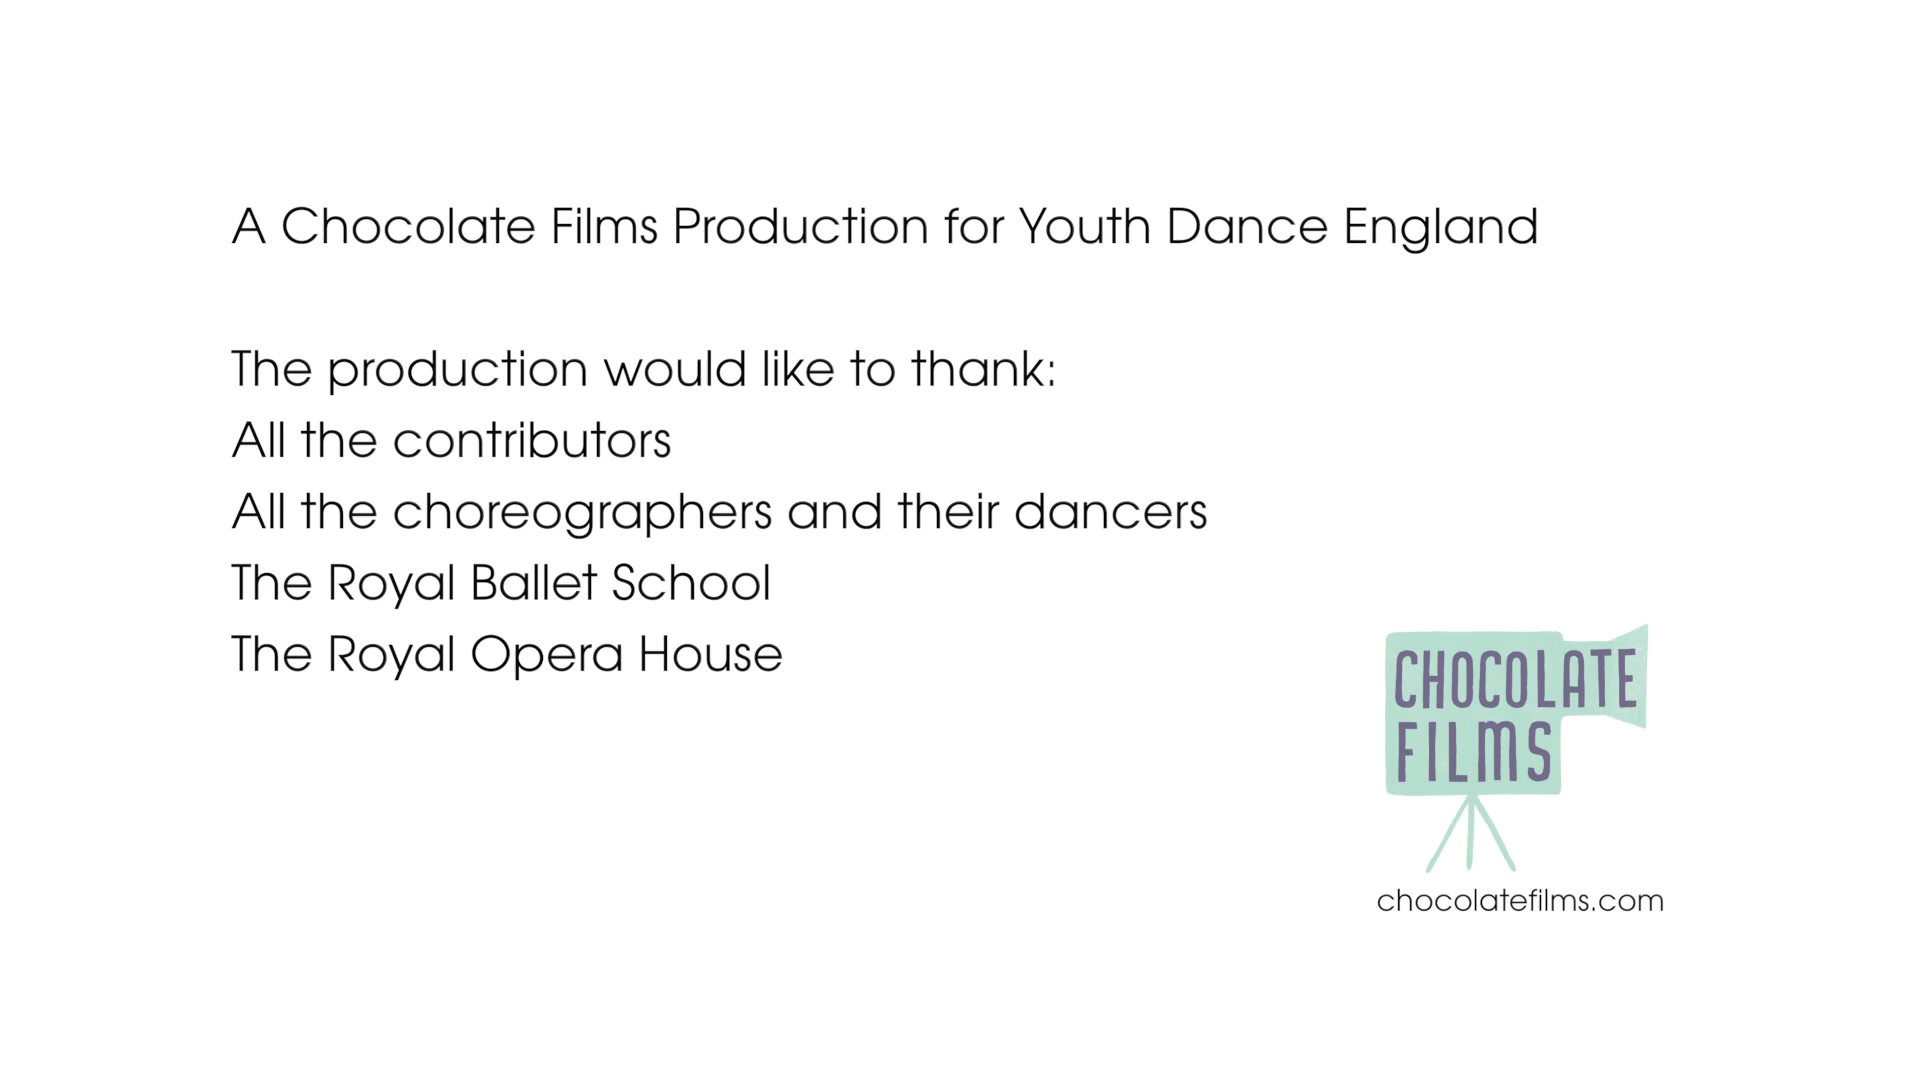 A Chocolate Films Production for Youth Dance England
The production would like to thank:
All the contributors
All the choreographers and their dancers
The Royal Ballet School
The Royal Opera House
CHOCOLATE
FILMS
chocolatefilms.com